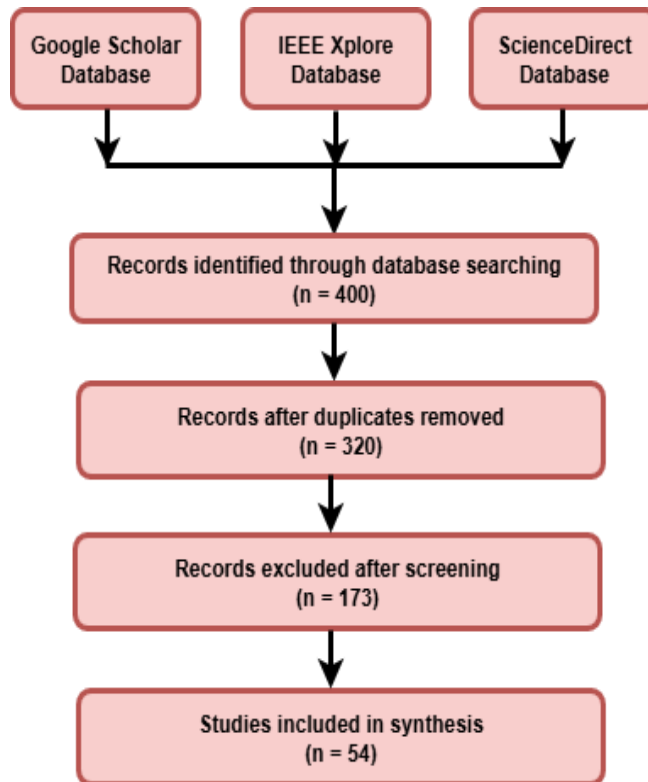 Google Scholar
Database
IEEE Xplore
Database
ScienceDirect
Database
Records identified through database searching
(n = 400)
Records after duplicates removed
(n = 320)
Records excluded after screening
(n = 173)
Studies included in synthesis
(n = 54)